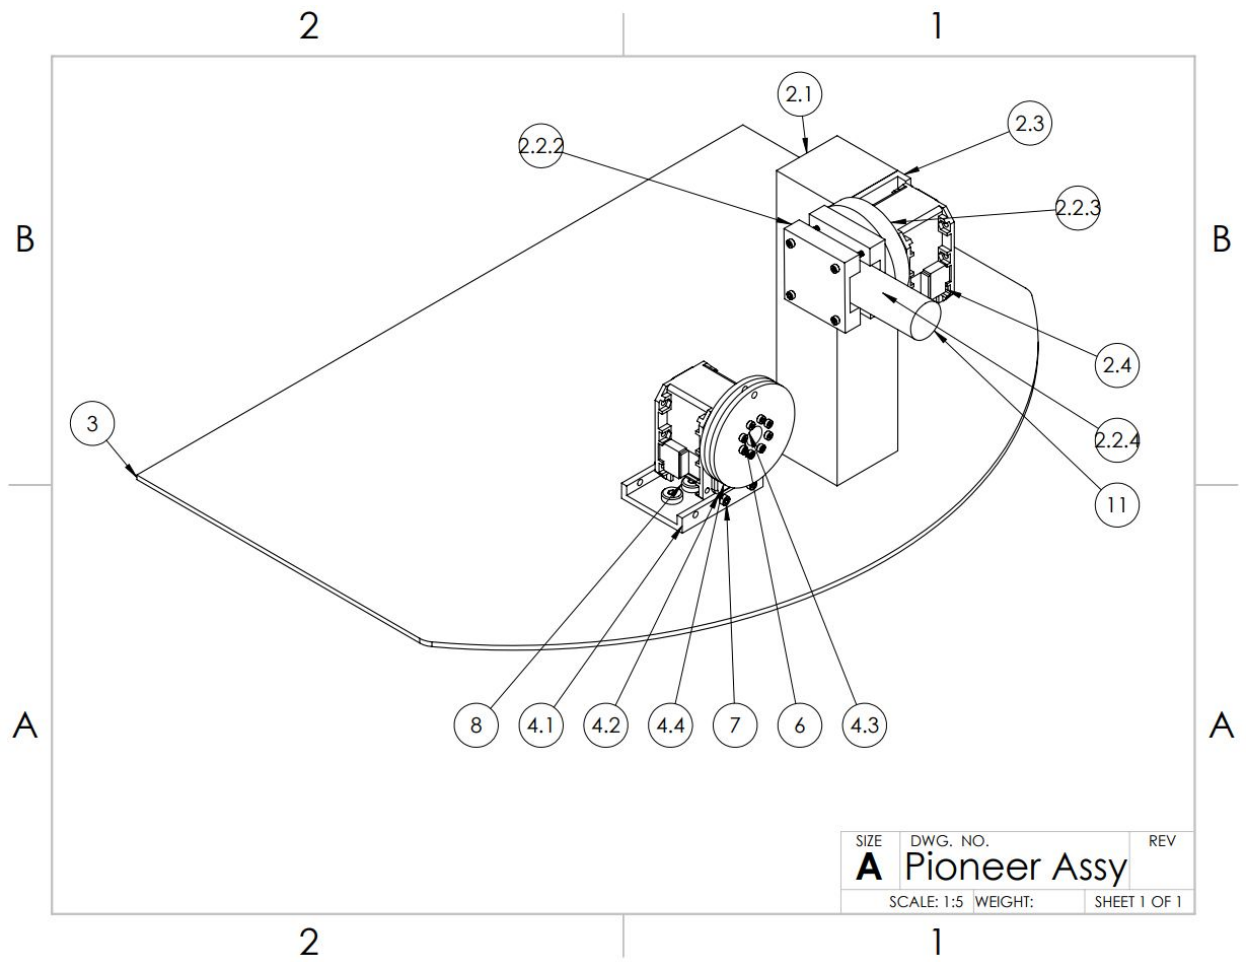 2 1
2.1
2.3
2.2.2
2.2.3
B B
2.4
3
2.2.4
11
8 4.1 4.2 4.4 7 6 4.3
A A
SIZE DWG. NO. REV
A Pioneer Assy
SCALE: 1:5 WEIGHT: SHEET 1 OF 1
2 1